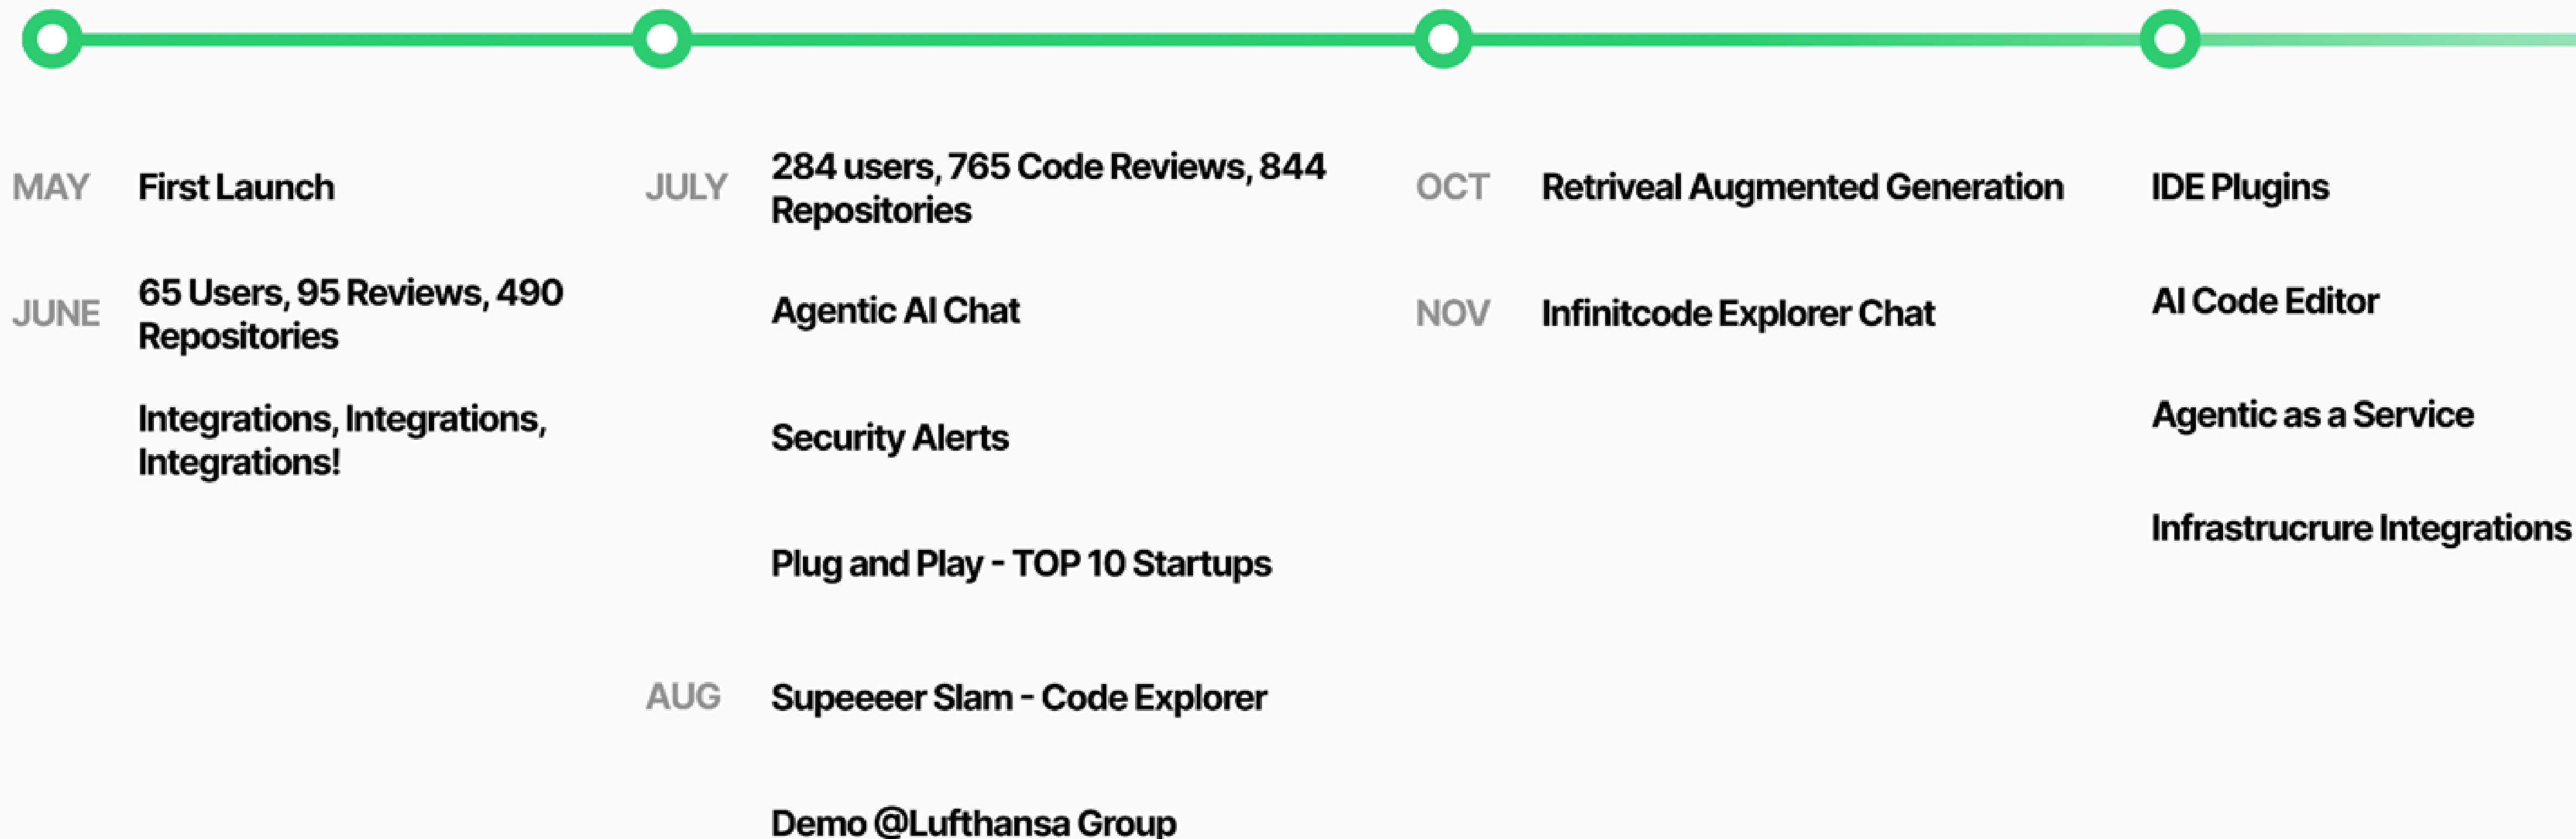 MAY
First Launch
JUNE
65 Users, 95 Reviews, 490
Repositories
Integrations, Integrations,
Integrations!
JULY
284 users, 765 Code Reviews, 844
Repositories
Agentic AI Chat
Security Alerts
Plug and Play - TOP 10 Startups
AUG
Supeeeer Slam - Code Explorer
Demo @Lufthansa Group
OCT
Retriveal Augmented Generation
NOV
Infinitcode Explorer Chat
IDE Plugins
AI Code Editor
Agentic as a Service
Infrastrucrure Integrations